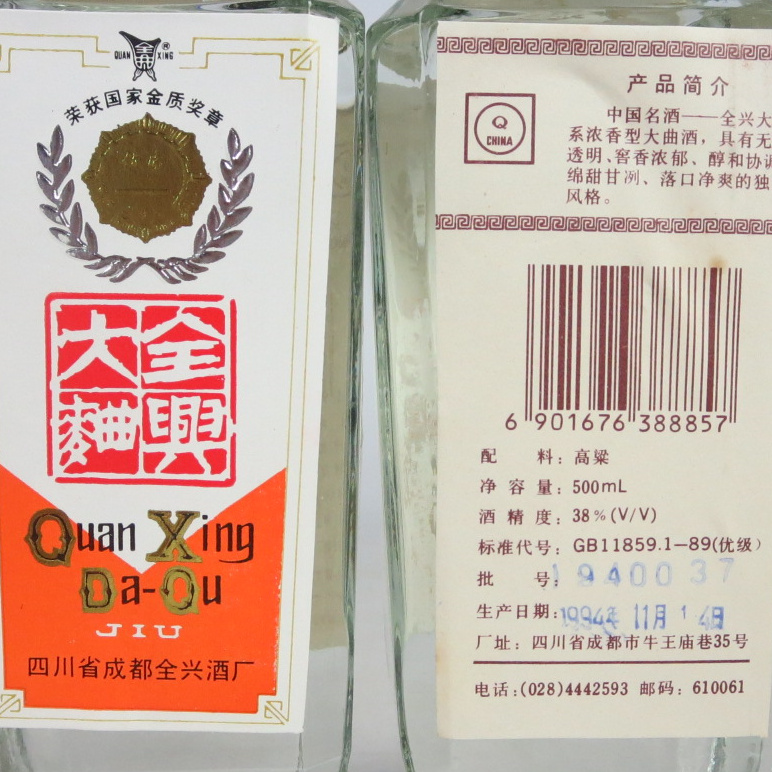 QUAN 全興 XING ®
荣获国家金质奖章
全興
大麯
Quan Xing
Da-Qu
JIU
四川省成都全兴酒厂
产品简介
Q
CHINA
中国名酒——全兴大
系浓香型大曲酒，具有无
透明、窖香浓郁、醇和协调
绵甜甘冽、落口净爽的独
风格。
6 901676 388857
配料：高粱
净容量：500mL
酒精度：38%(V/V)
标准代号：GB11859.1—89(优级)
批号：1940037
生产日期：1994年11月14日
厂址：四川省成都市牛王庙巷35号
电话：(028)4442593 邮码：610061